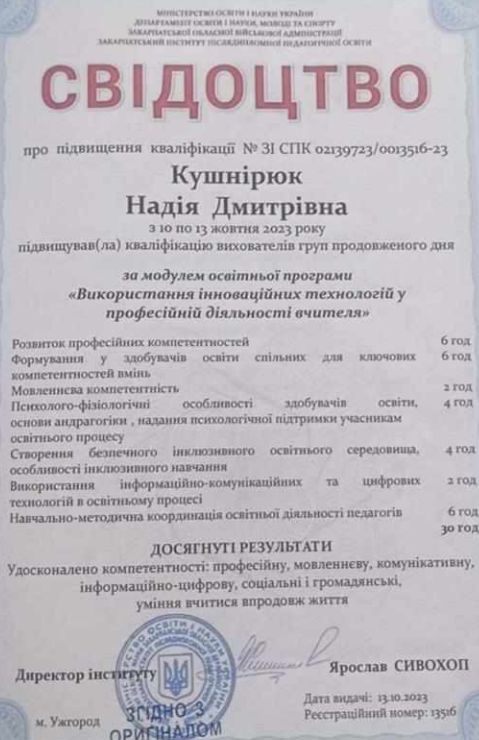 МІНІСТЕРСТВО ОСВІТИ І НАУКИ УКРАЇНИ
ДЕПАРТАМЕНТ ОСВІТИ І НАУКИ, МОЛОДІ ТА СПОРТУ
ЗАКАРПАТСЬКОЇ ОБЛАСНОЇ ВІЙСЬКОВОЇ АДМІНІСТРАЦІЇ
ЗАКАРПАТСЬКИЙ ІНСТИТУТ ПІСЛЯДИПЛОМНОЇ ПЕДАГОГІЧНОЇ ОСВІТИ
СВІДОЦТВО
про підвищення кваліфікації № ЗІ СПК 02139723/0013516-23
Кушнірюк
Надія Дмитрівна
з 10 по 13 жовтня 2023 року
підвищував(ла) кваліфікацію вихователів груп продовженого дня
за модулем освітньої програми
«Використання інноваційних технологій у
професійній діяльності вчителя»
Розвиток професійних компетентностей 6 год
Формування у здобувачів освіти спільних для ключових 6 год
компетентностей вмінь
Мовленнєва компетентність 2 год
Психолого-фізіологічні особливості здобувачів освіти, 4 год
основи андрагогіки , надання психологічної підтримки учасникам
освітнього процесу
Створення безпечного інклюзивного освітнього середовища, 4 год
особливості інклюзивного навчання
Використання інформаційно-комунікаційних та цифрових 2 год
технологій в освітньому процесі
Навчально-методична координація освітньої діяльності педагогів 6 год
30 год
ДОСЯГНУТІ РЕЗУЛЬТАТИ
Удосконалено компетентності: професійну, мовленнєву, комунікативну,
інформаційно-цифрову, соціальні і громадянські,
уміння вчитися впродовж життя
Директор інституту Ярослав СИВОХОП
Дата видачі: 13.10.2023
м. Ужгород Реєстраційний номер: 13516
ЗГІДНО З
ОРИГІНАЛОМ